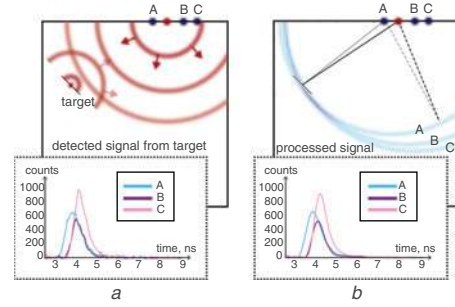 A B C
target
detected signal from target
counts
1000
800
600
400
200
0
A
B
C
time, ns
3 4 5 6 7 8 9
a
A B C
A
B
C
processed signal
counts
1000
800
600
400
200
0
A
B
C
time, ns
3 4 5 6 7 8 9
b